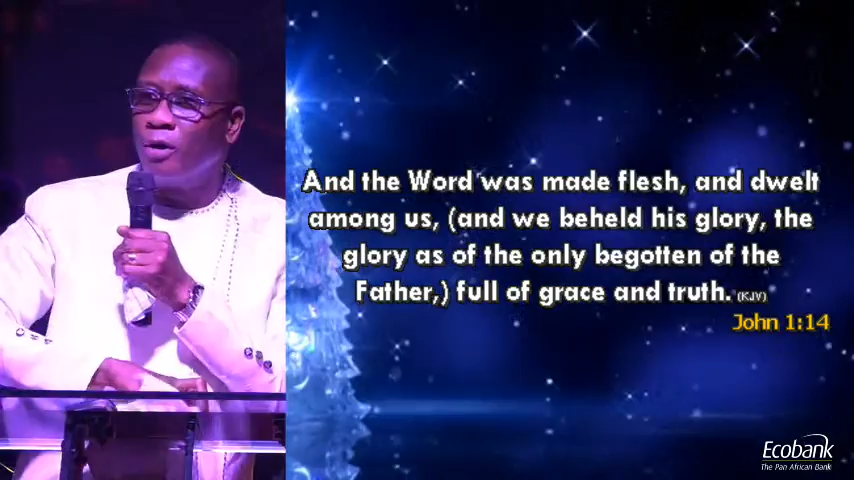 And the Word was made flesh, and dwelt
among us, (and we beheld his glory, the
glory as of the only begotten of the
Father,) full of grace and truth. (KJV)
John 1:14
Ecobank
The Pan African Bank